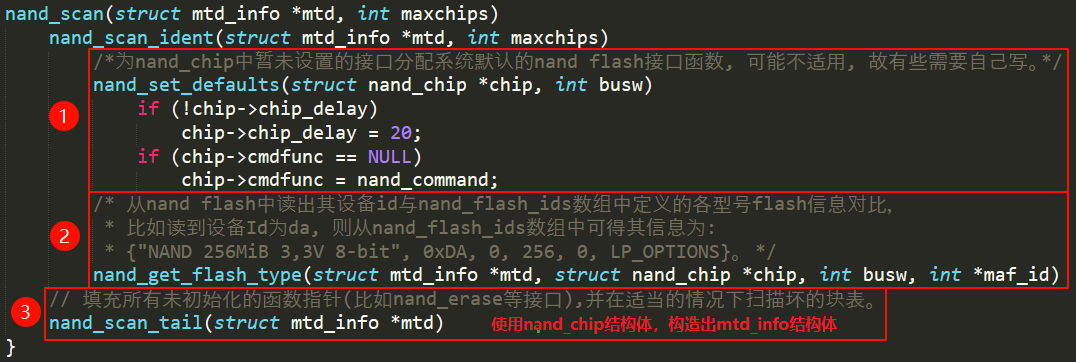 nand_scan(struct mtd_info *mtd, int maxchips)
nand_scan_ident(struct mtd_info *mtd, int maxchips)
/*为nand_chip中暂未设置的接口分配系统默认的nand flash接口函数, 可能不适用, 故有些需要自己写。*/
nand_set_defaults(struct nand_chip *chip, int busw)
1 if (!chip->chip_delay)
chip->chip_delay = 20;
if (chip->cmdfunc == NULL)
chip->cmdfunc = nand_command;
/* 从nand flash中读出其设备id与nand_flash_ids数组中定义的各型号flash信息对比,
2 * 比如读到设备Id为da, 则从nand_flash_ids数组中可得其信息为:
* {"NAND 256MiB 3,3V 8-bit", 0xDA, 0, 256, 0, LP_OPTIONS}。*/
nand_get_flash_type(struct mtd_info *mtd, struct nand_chip *chip, int busw, int *maf_id)
3 // 填充所有未初始化的函数指针(比如nand_erase等接口),并在适当的情况下扫描坏的块表。
nand_scan_tail(struct mtd_info *mtd) 使用nand_chip结构体，构造出mtd_info结构体
}